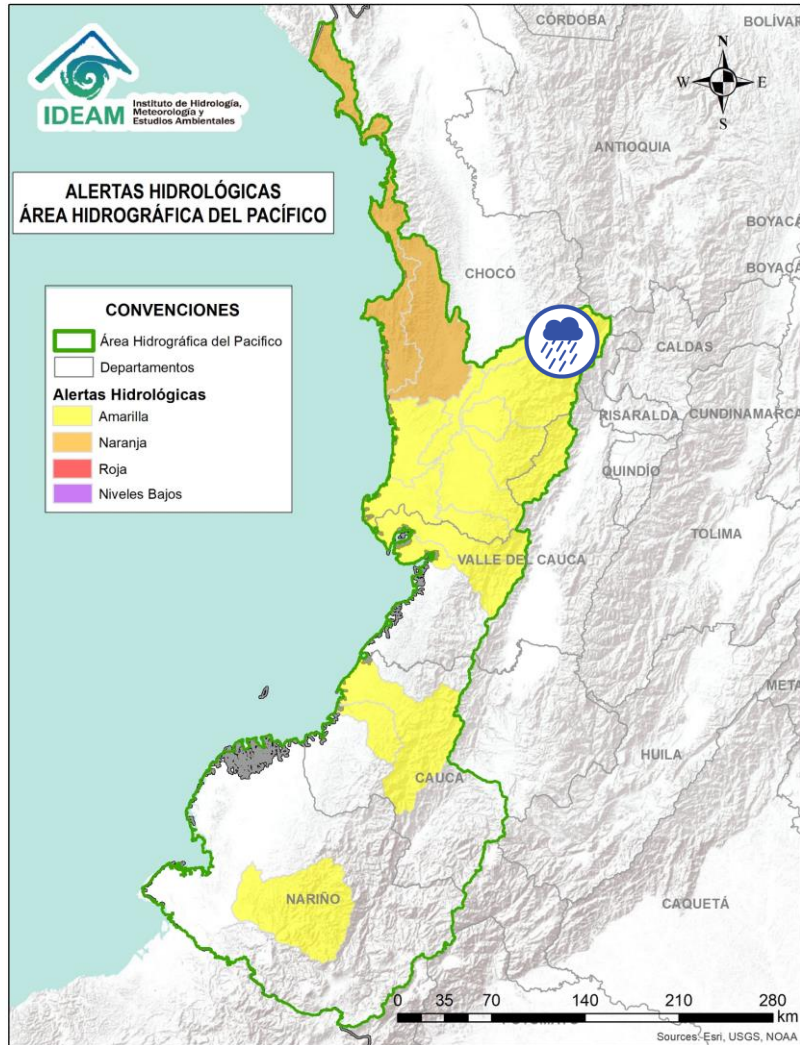 IDEAM
Instituto de Hidrología,
Meteorología y
Estudios Ambientales
CÓRDOBA
BOLÍVAR
N
W
E
S
ANTIOQUIA
ALERTAS HIDROLÓGICAS
ÁREA HIDROGRÁFICA DEL PACÍFICO
BOYACÁ
BOYACÁ
CHOCÓ
CONVENCIONES
Área Hidrográfica del Pacifico
Departamentos
Alertas Hidrológicas
Amarilla
Naranja
Roja
Niveles Bajos
CALDAS
RISARALDA
CUNDINAMARCA
QUINDÍO
TOLIMA
VALLE DEL CAUCA
META
HUILA
CAUCA
NARIÑO
CAQUETÁ
0 35 70 140 210 280
km
Sources: Esri, USGS, NOAA